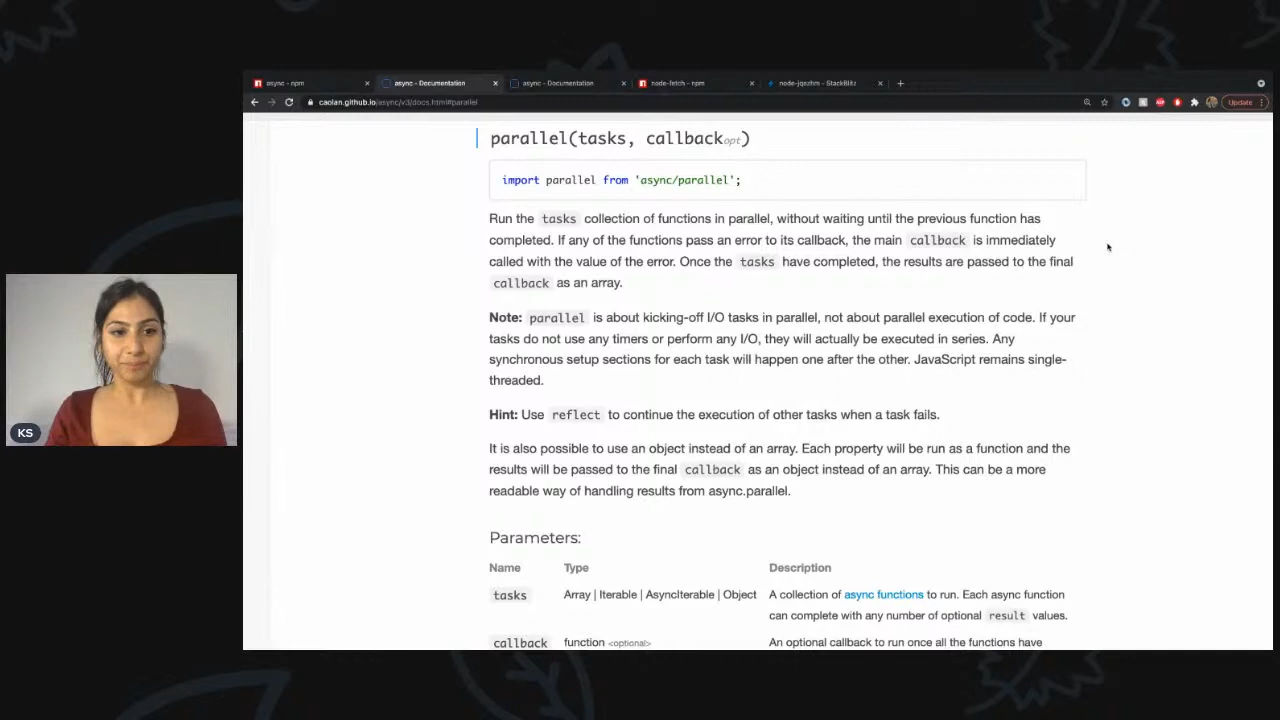 async - npm
async - Documentation
async - Documentation
node-fetch - npm
node-jqszhm - StackBlitz
caolan.github.io/async/v3/docs.html#parallel
Update
parallel(tasks, callbackopt)
import parallel from 'async/parallel';
Run the tasks collection of functions in parallel, without waiting until the previous function has
completed. If any of the functions pass an error to its callback, the main callback is immediately
called with the value of the error. Once the tasks have completed, the results are passed to the final
callback as an array.
Note: parallel is about kicking-off I/O tasks in parallel, not about parallel execution of code. If your
tasks do not use any timers or perform any I/O, they will actually be executed in series. Any
synchronous setup sections for each task will happen one after the other. JavaScript remains single-
threaded.
Hint: Use reflect to continue the execution of other tasks when a task fails.
It is also possible to use an object instead of an array. Each property will be run as a function and the
results will be passed to the final callback as an object instead of an array. This can be a more
readable way of handling results from async.parallel.
Parameters:
Name Type Description
tasks Array | Iterable | AsyncIterable | Object A collection of async functions to run. Each async function
can complete with any number of optional result values.
callback function <optional> An optional callback to run once all the functions have
KS